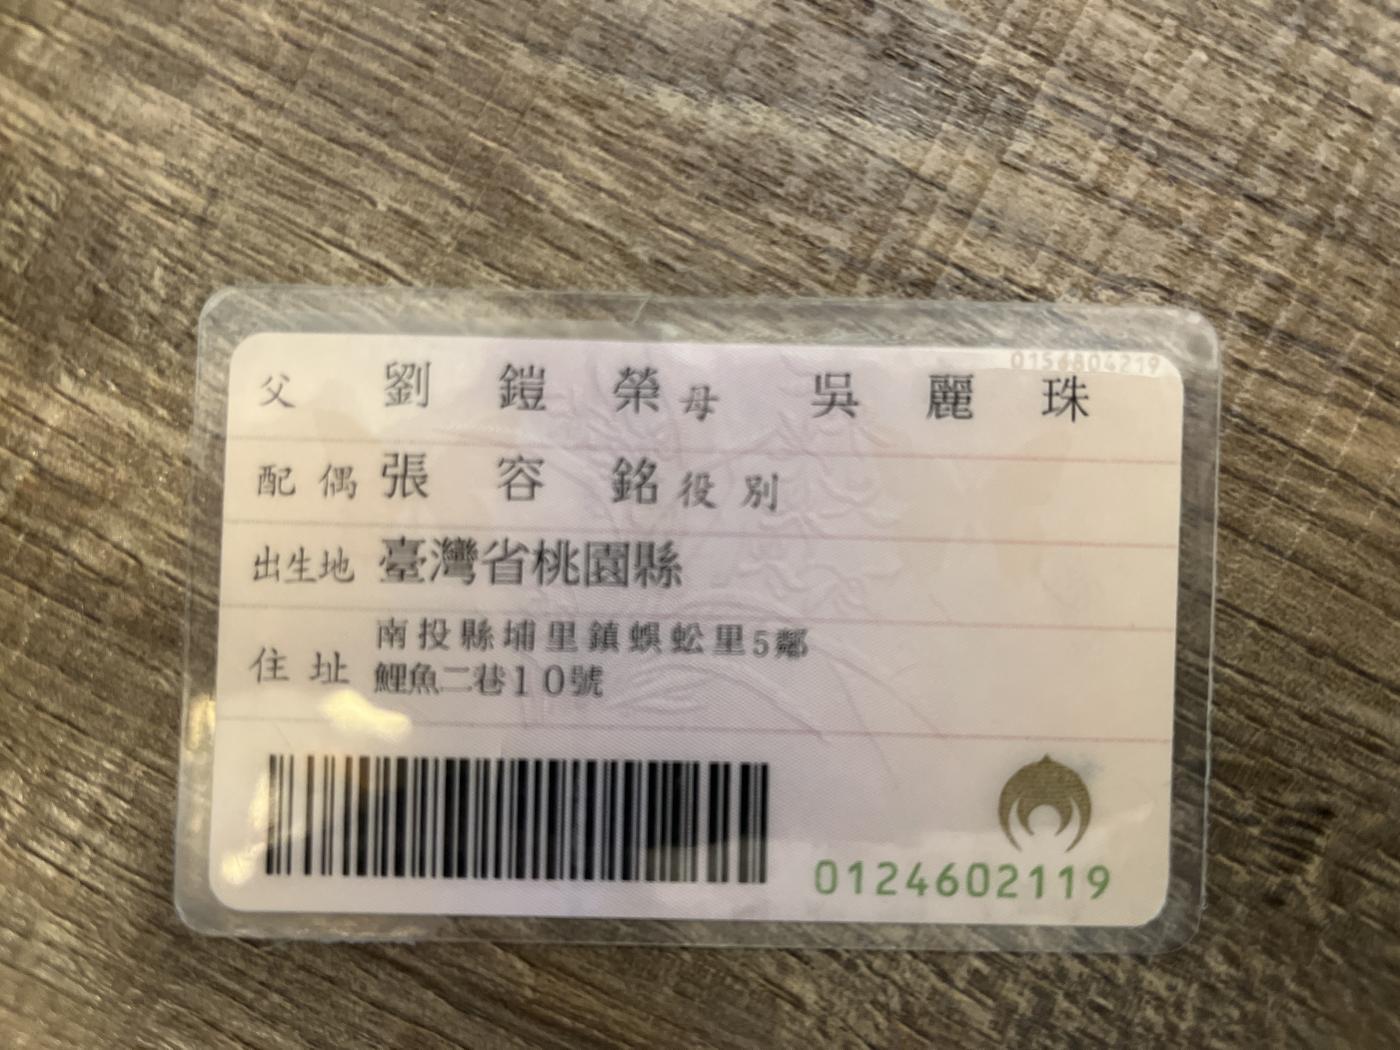 0154804219
父 劉鎧榮 母 吳麗珠
配偶 張容銘 役別
出生地 臺灣省桃園縣
住址 南投縣埔里鎮蜈蚣里5鄰
鯉魚二巷10號
0124602119